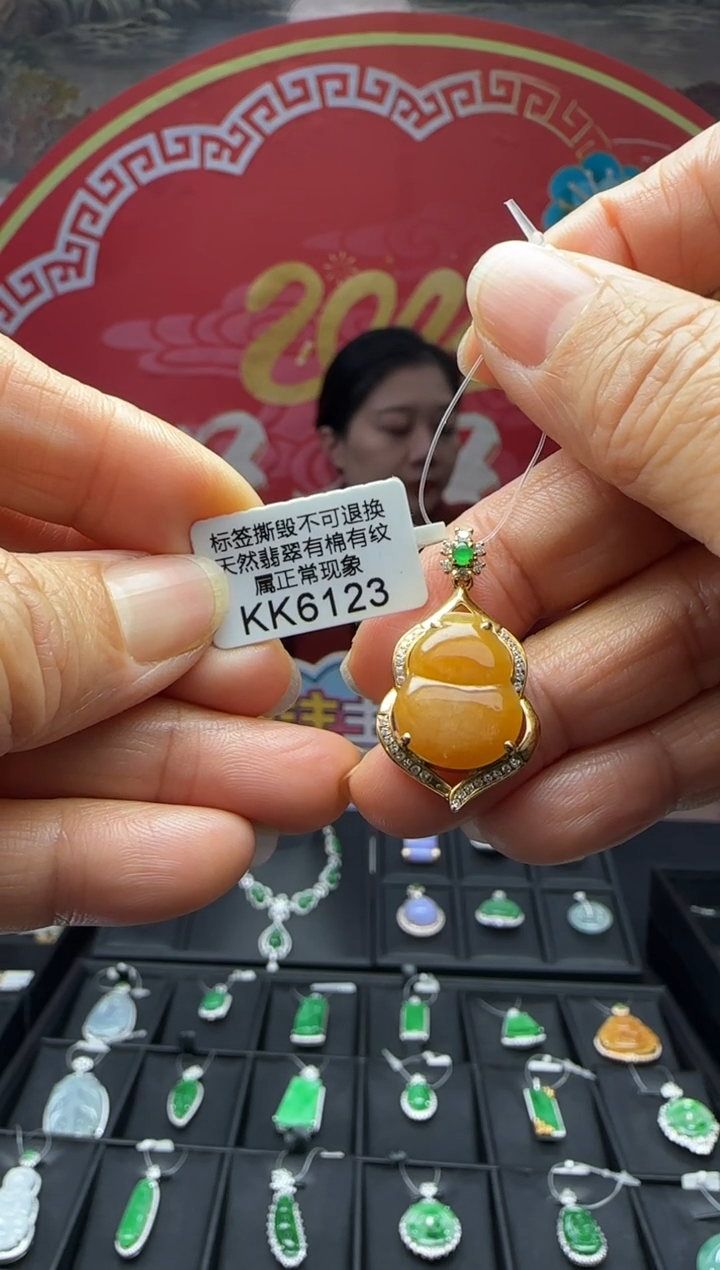 标签撕毁不可退换
天然翡翠有棉有纹
属正常现象
KK6123